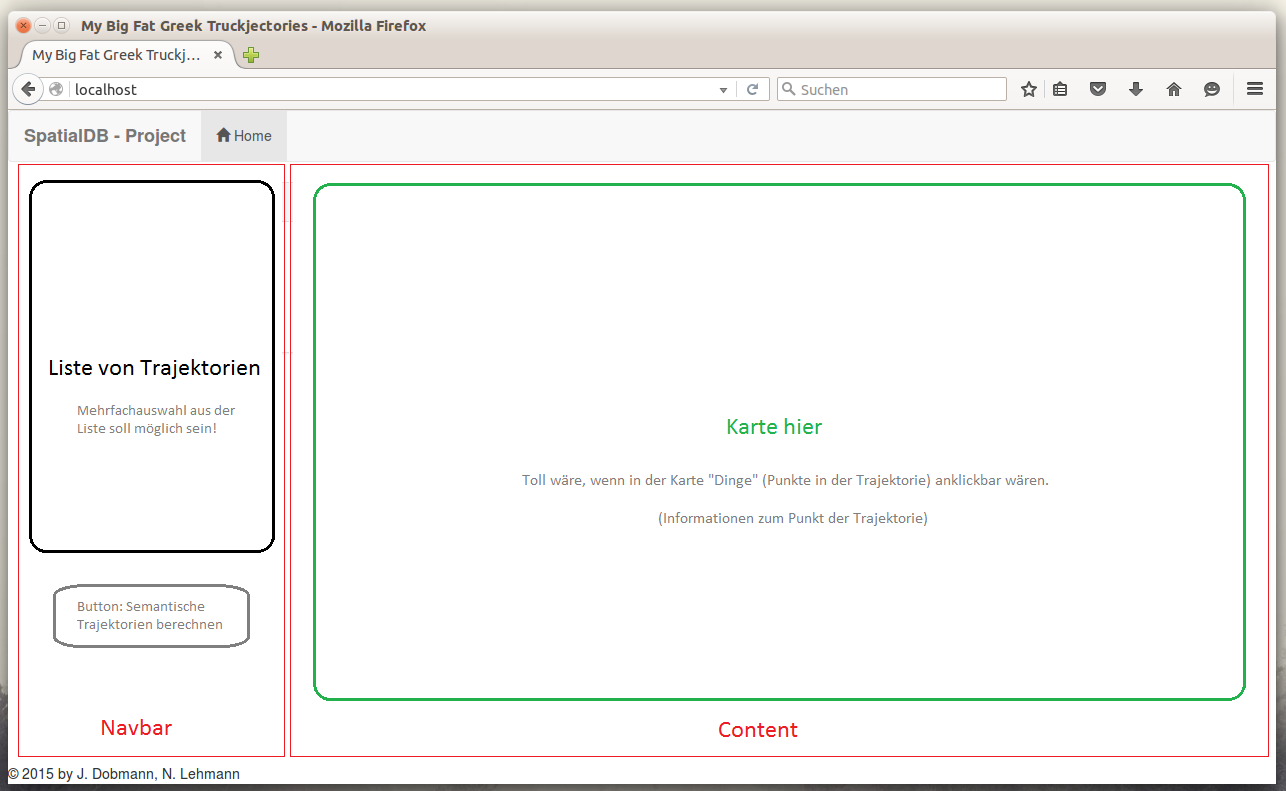 My Big Fat Greek Truckjectories - Mozilla Firefox
My Big Fat Greek Truckj...
localhost
Suchen
SpatialDB - Project
Home
Liste von Trajektorien
Mehrfachauswahl aus der
Liste soll möglich sein!
Button: Semantische
Trajektorien berechnen
Navbar
Karte hier
Toll wäre, wenn in der Karte "Dinge" (Punkte in der Trajektorie) anklickbar wären.
(Informationen zum Punkt der Trajektorie)
Content
© 2015 by J. Dobmann, N. Lehmann